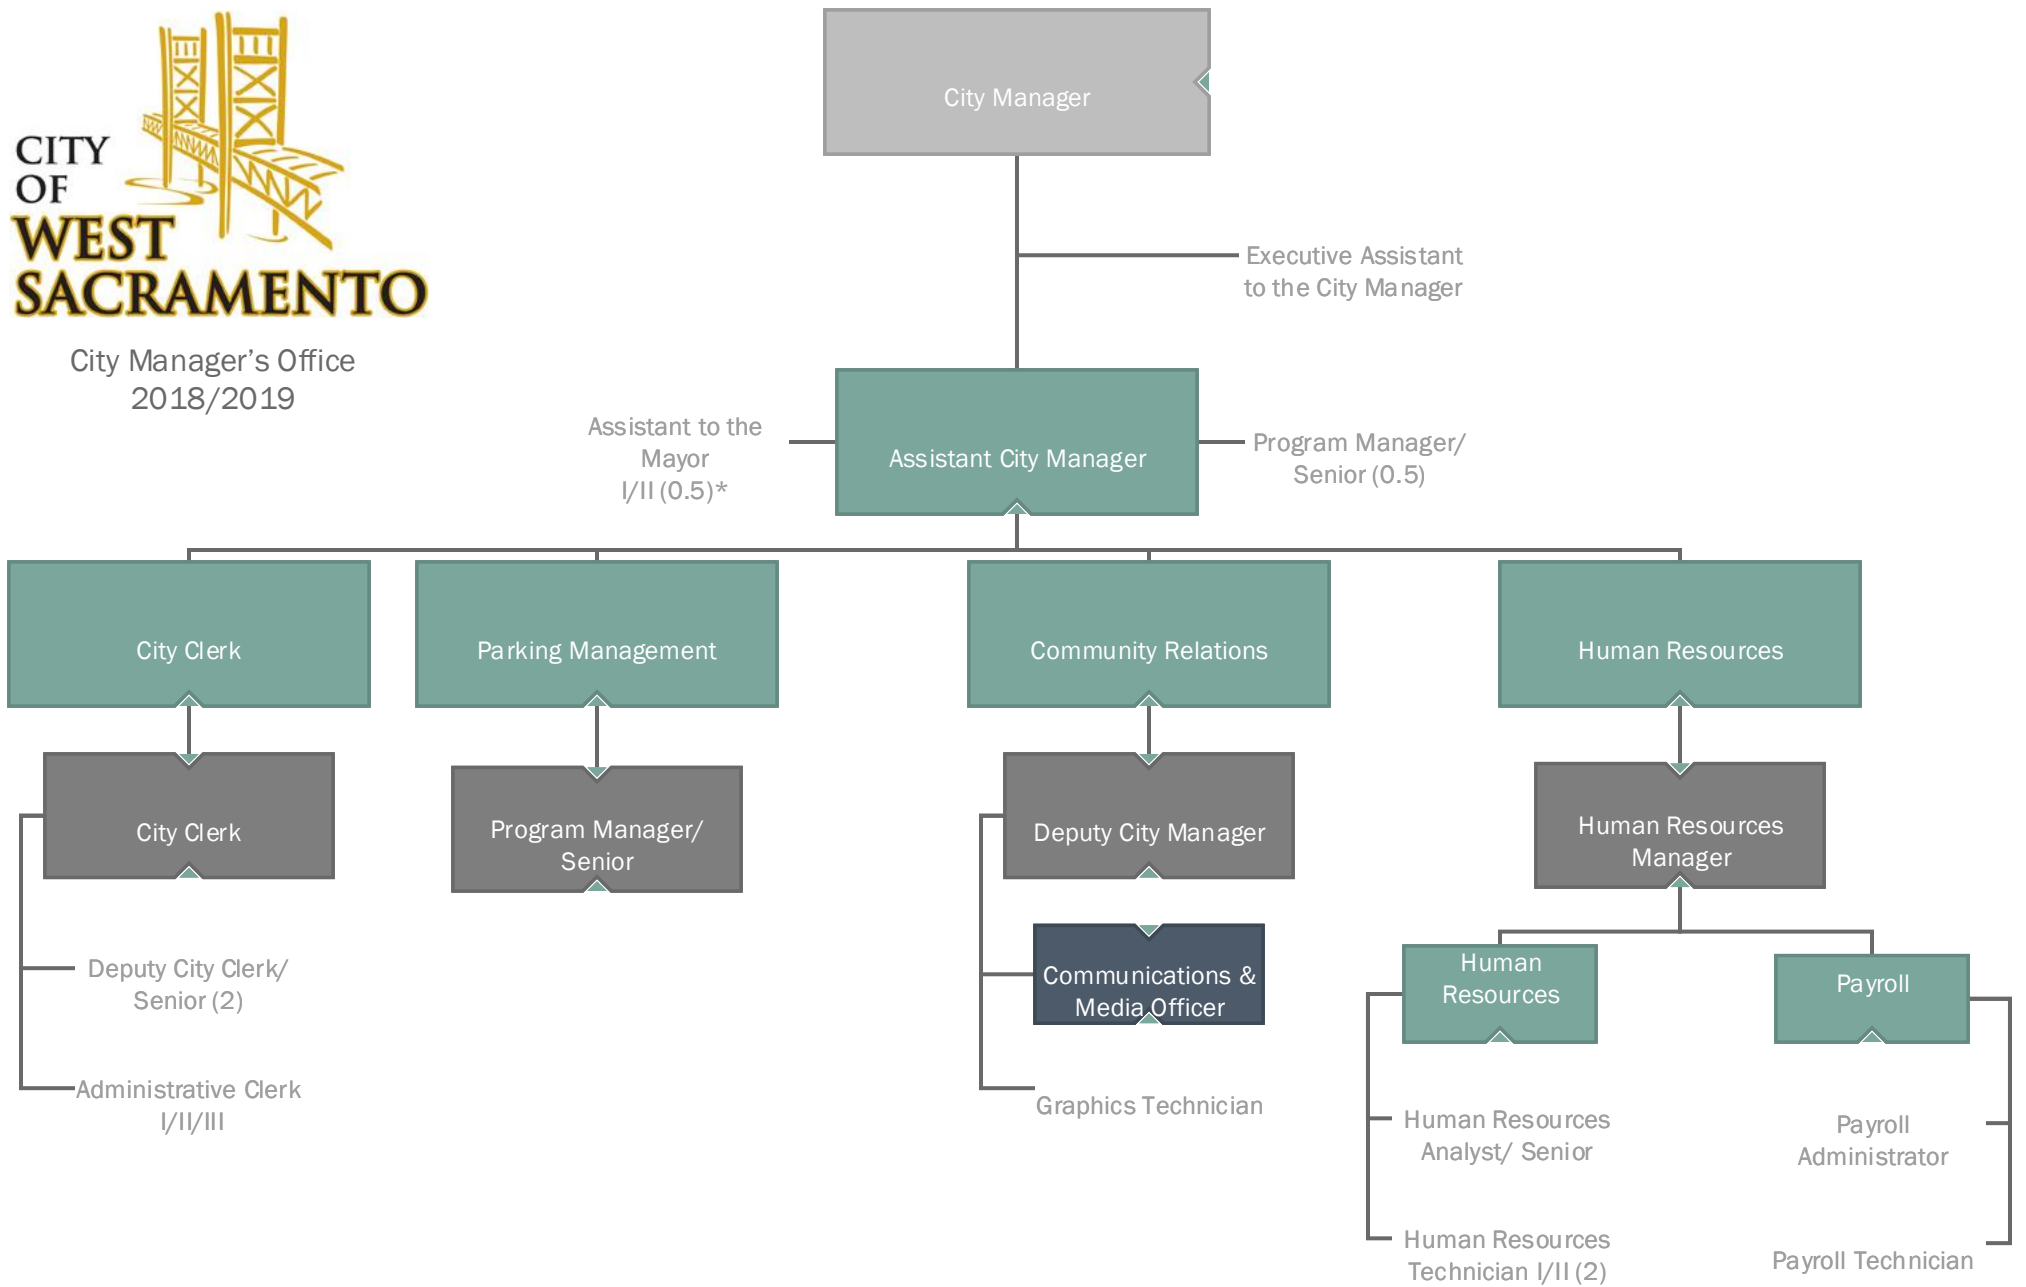 CITY
OF
WEST
SACRAMENTO
City Manager’s Office
2018/2019
City Manager
Executive Assistant
to the City Manager
Assistant to the
Mayor
I/II (0.5)*
Assistant City Manager
Program Manager/
Senior (0.5)
City Clerk
Parking Management
Community Relations
Human Resources
City Clerk
Program Manager/
Senior
Deputy City Manager
Human Resources
Manager
Deputy City Clerk/
Senior (2)
Administrative Clerk
I/II/III
Communications &
Media Officer
Graphics Technician
Human
Resources
Payroll
Human Resources
Analyst/ Senior
Payroll
Administrator
Human Resources
Technician I/II (2)
Payroll Technician